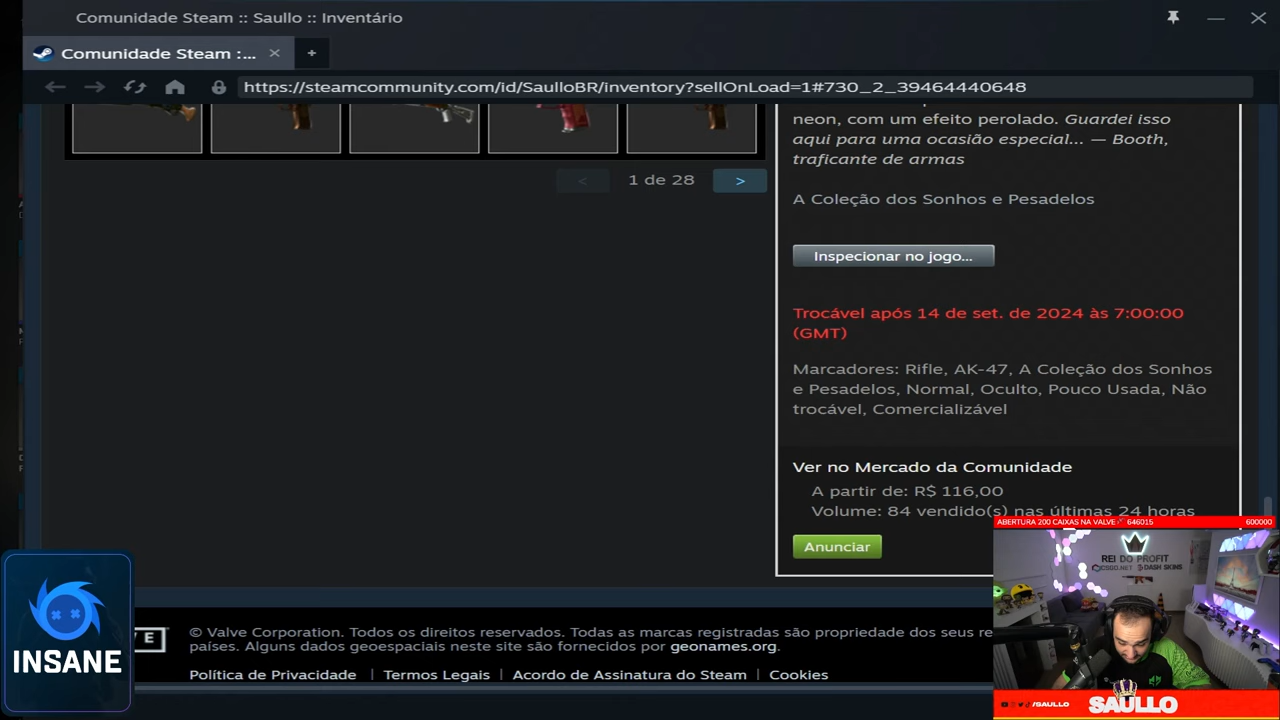 Comunidade Steam :: Saullo :: Inventário
Comunidade Steam :...
https://steamcommunity.com/id/SaulloBR/inventory?sellOnLoad=1#730_2_39464440648
neon, com um efeito perolado. Guardei isso
aqui para uma ocasião especial... — Booth,
traficante de armas
1 de 28
A Coleção dos Sonhos e Pesadelos
Inspecionar no jogo...
Trocável após 14 de set. de 2024 às 7:00:00
(GMT)
Marcadores: Rifle, AK-47, A Coleção dos Sonhos
e Pesadelos, Normal, Oculto, Pouco Usada, Não
trocável, Comercializável
Ver no Mercado da Comunidade
A partir de: R$ 116,00
Volume: 84 vendido(s) nas últimas 24 horas
Anunciar
ABERTURA 200 CAIXAS NA VALVE 646015 600000
REI DO PROFIT
CSGO.NET DASH SKINS
INSANE
VE
© Valve Corporation. Todos os direitos reservados. Todas as marcas registradas são propriedade dos seus re
países. Alguns dados geoespaciais neste site são fornecidos por geonames.org.
Política de Privacidade | Termos Legais | Acordo de Assinatura do Steam | Cookies
/SAULLO
SAULLO